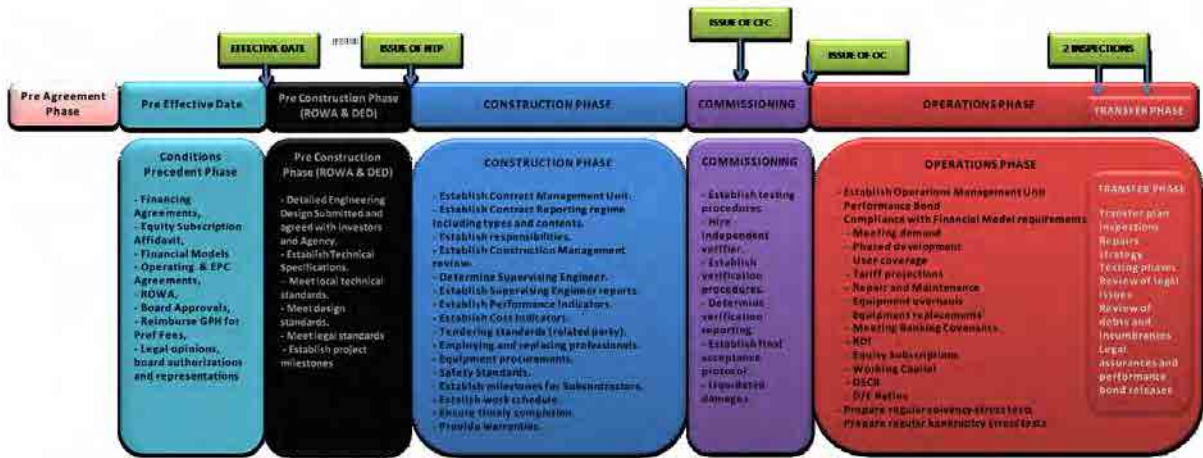 ISSUE OF CFC
EFFECTIVE DATE
ISSUE OF NTP
ISSUE OF OC
2 INSPECTIONS
Pre Agreement
Phase
Pre Effective Date
Pre Construction Phase
(ROWA & DED)
CONSTRUCTION PHASE
COMMISSIONING
OPERATIONS PHASE
TRANSFER PHASE
Conditions
Precedent Phase
- Financing
Agreements,
- Equity Subscription
Affidavit,
- Financial Models
- Operating & EPC
Agreements,
- ROWA,
- Board Approvals,
- Reimburse GPH for
Pref Fees,
- Legal opinions,
board authorizations
and representations
Pre Construction
Phase (ROWA & DED)
- Detailed Engineering
Design Submitted and
agreed with Investors
and Agency.
- Establish Technical
Specifications.
- Meet local technical
standards.
- Meet design
standards.
- Meet legal standards
- Establish project
milestones
CONSTRUCTION PHASE
- Establish Contract Management Unit.
- Establish Contract Reporting regime
including types and contents.
- Establish responsibilities.
- Establish Construction Management
review.
- Determine Supervising Engineer.
- Establish Supervising Engineer reports.
- Establish Performance Indicators.
- Establish Cost Indicators.
- Tendering standards (related party).
- Employing and replacing professionals.
- Equipment procurements.
- Safety Standards.
- Establish milestones for Subcontractors.
- Establish work schedule.
- Ensure timely completion.
- Provide warranties.
COMMISSIONING
- Establish testing
procedures.
- Hire
independent
verifier.
- Establish
verification
procedures.
- Determine
verification
reporting.
- Establish final
acceptance
protocol.
- Liquidated
damages
OPERATIONS PHASE
- Establish Operations Management Unit
Performance Bond
Compliance with Financial Model requirements
- Meeting demand
- Phased development
- User coverage
- Tariff projections
- Repair and Maintenance
- Equipment overhauls
- Equipment replacements
- Meeting Banking Covenants
- ROI
- Equity Subscriptions
- Working Capital
- DSCR
- D/E Ratios
- Prepare regular solvency stress tests
- Prepare regular bankruptcy stress tests
TRANSFER PHASE
Transfer plan
Inspections
Repairs
strategy
Testing phases
Review of legal
issues
Review of
debts and
incumbrances
Legal
assurances and
performance
bond releases